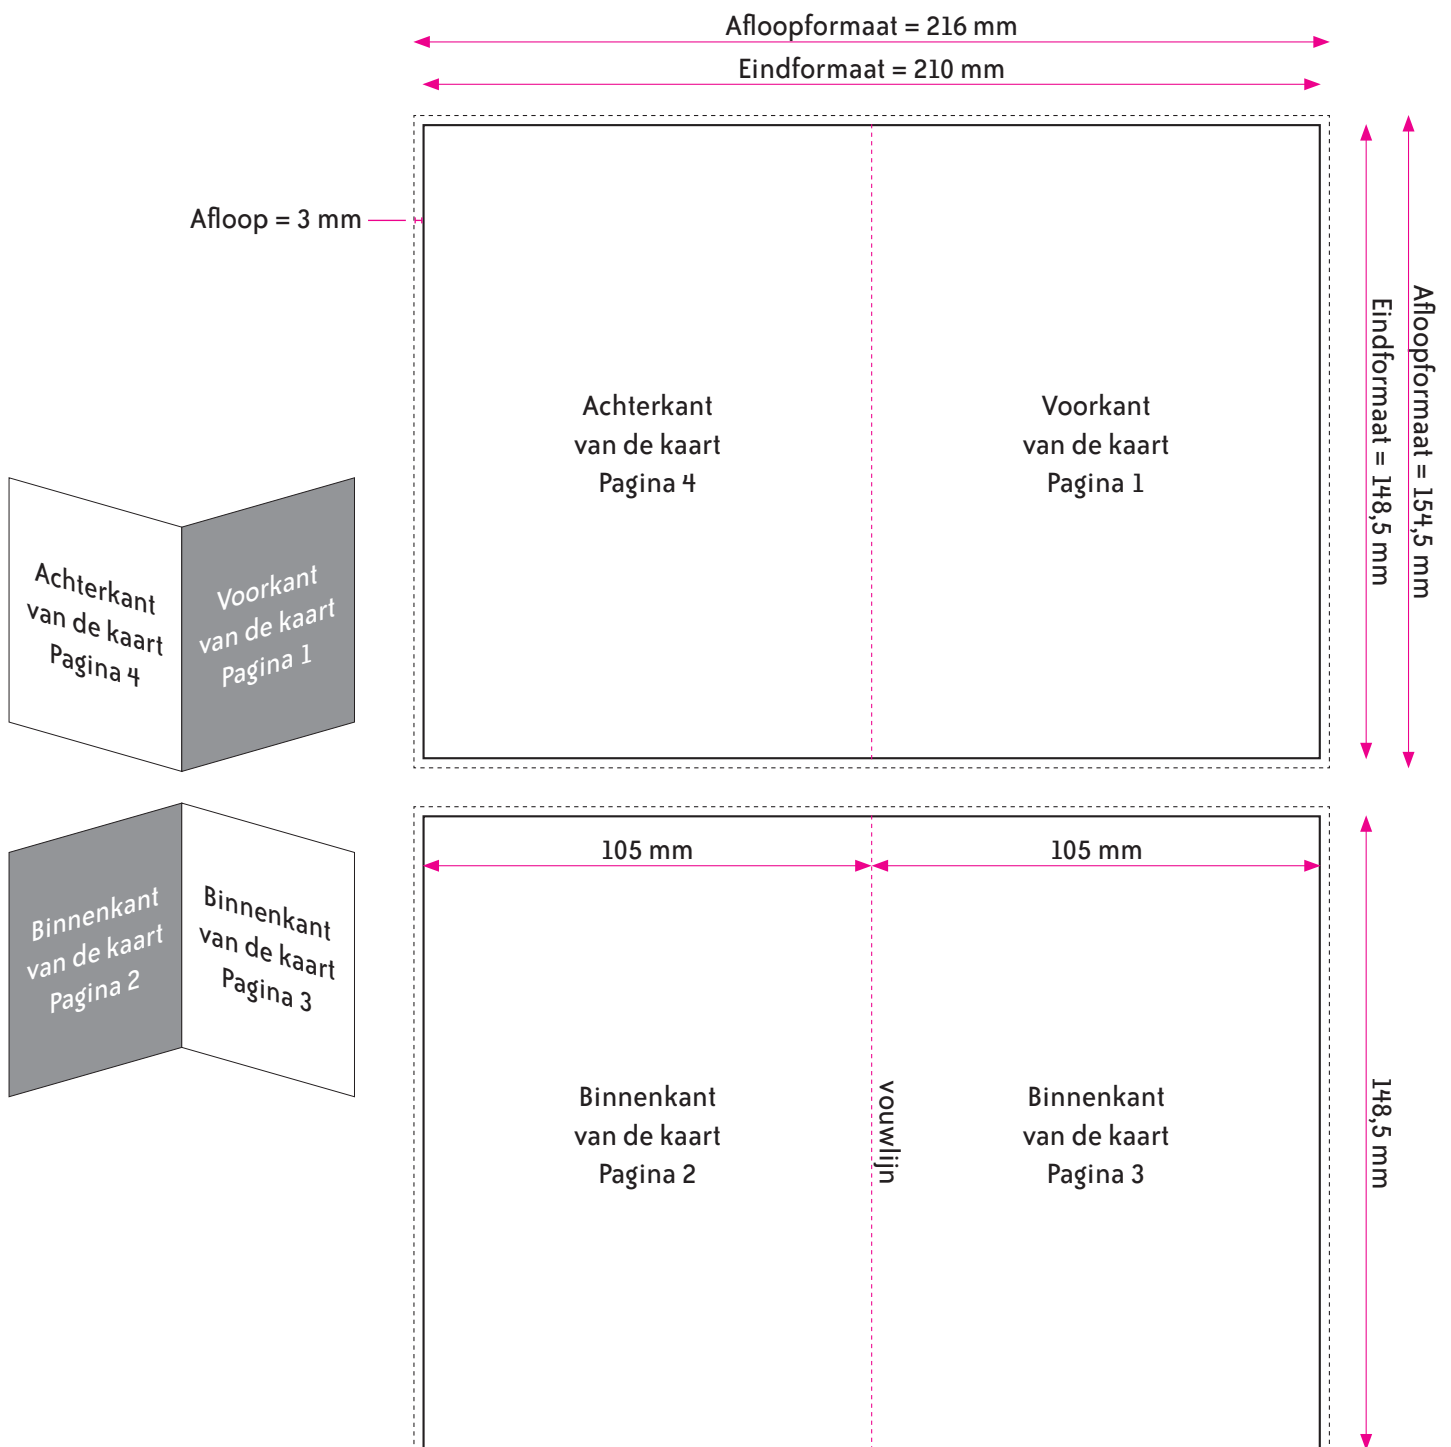 Afloopformaat = 216 mm
Eindformaat = 210 mm
Afloop = 3 mm
Achterkant
van de kaart
Pagina 4
Voorkant
van de kaart
Pagina 1
Eindformaat = 148,5 mm
Afloopformaat = 154,5 mm
Achterkant
van de kaart
Pagina 4
Voorkant
van de kaart
Pagina 1
105 mm
105 mm
Binnenkant
van de kaart
Pagina 2
Binnenkant
van de kaart
Pagina 3
Binnenkant
van de kaart
Pagina 2
vouwlijn
Binnenkant
van de kaart
Pagina 3
148,5 mm